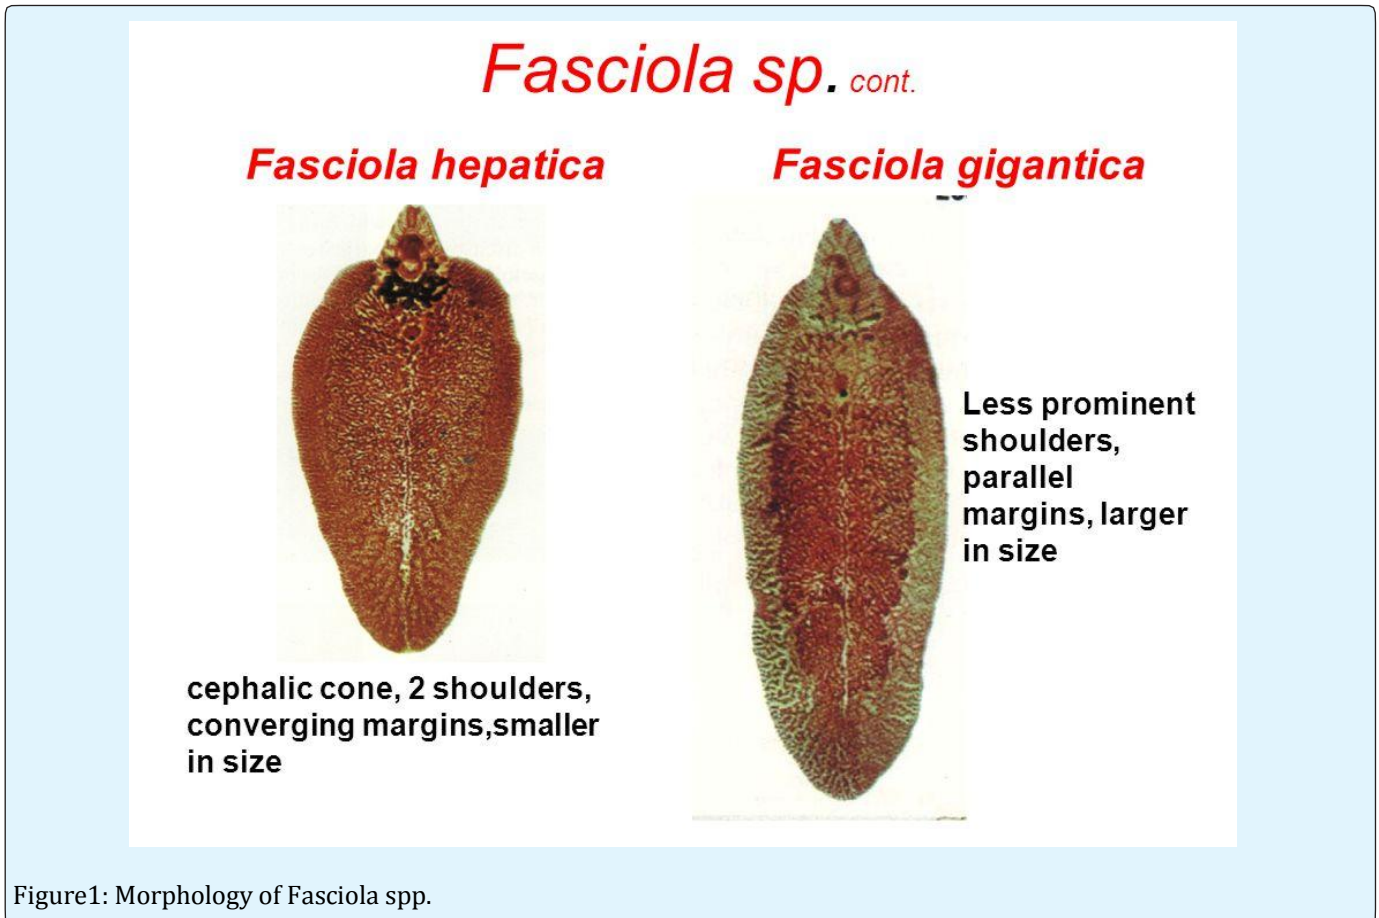 Fasciola sp. cont.
Fasciola hepatica
Fasciola gigantica
Less prominent
shoulders,
parallel
margins, larger
in size
cephalic cone, 2 shoulders,
converging margins,smaller
in size
Figure1: Morphology of Fasciola spp.